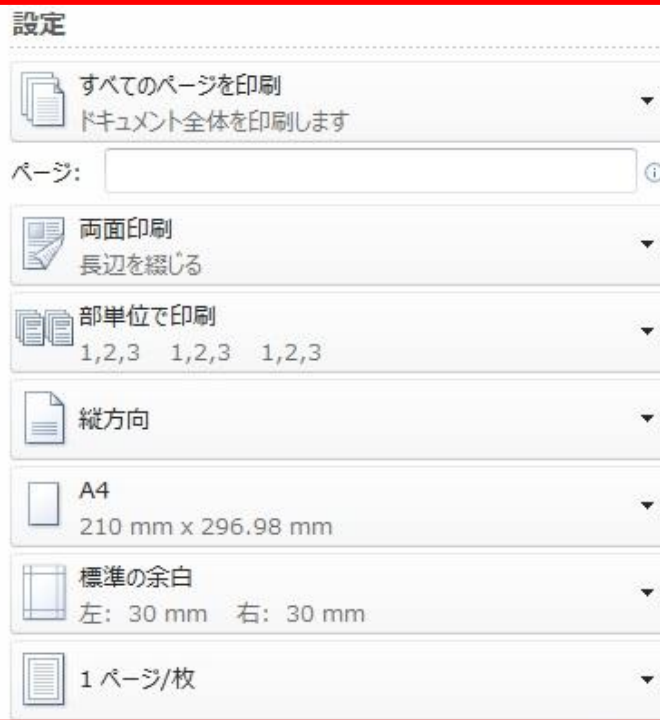 設定
すべてのページを印刷
ドキュメント全体を印刷します
ページ:
両面印刷
長辺を綴じる
部単位で印刷
1,2,3 1,2,3 1,2,3
縦方向
A4
210 mm x 296.98 mm
標準の余白
左: 30 mm 右: 30 mm
1 ページ/枚